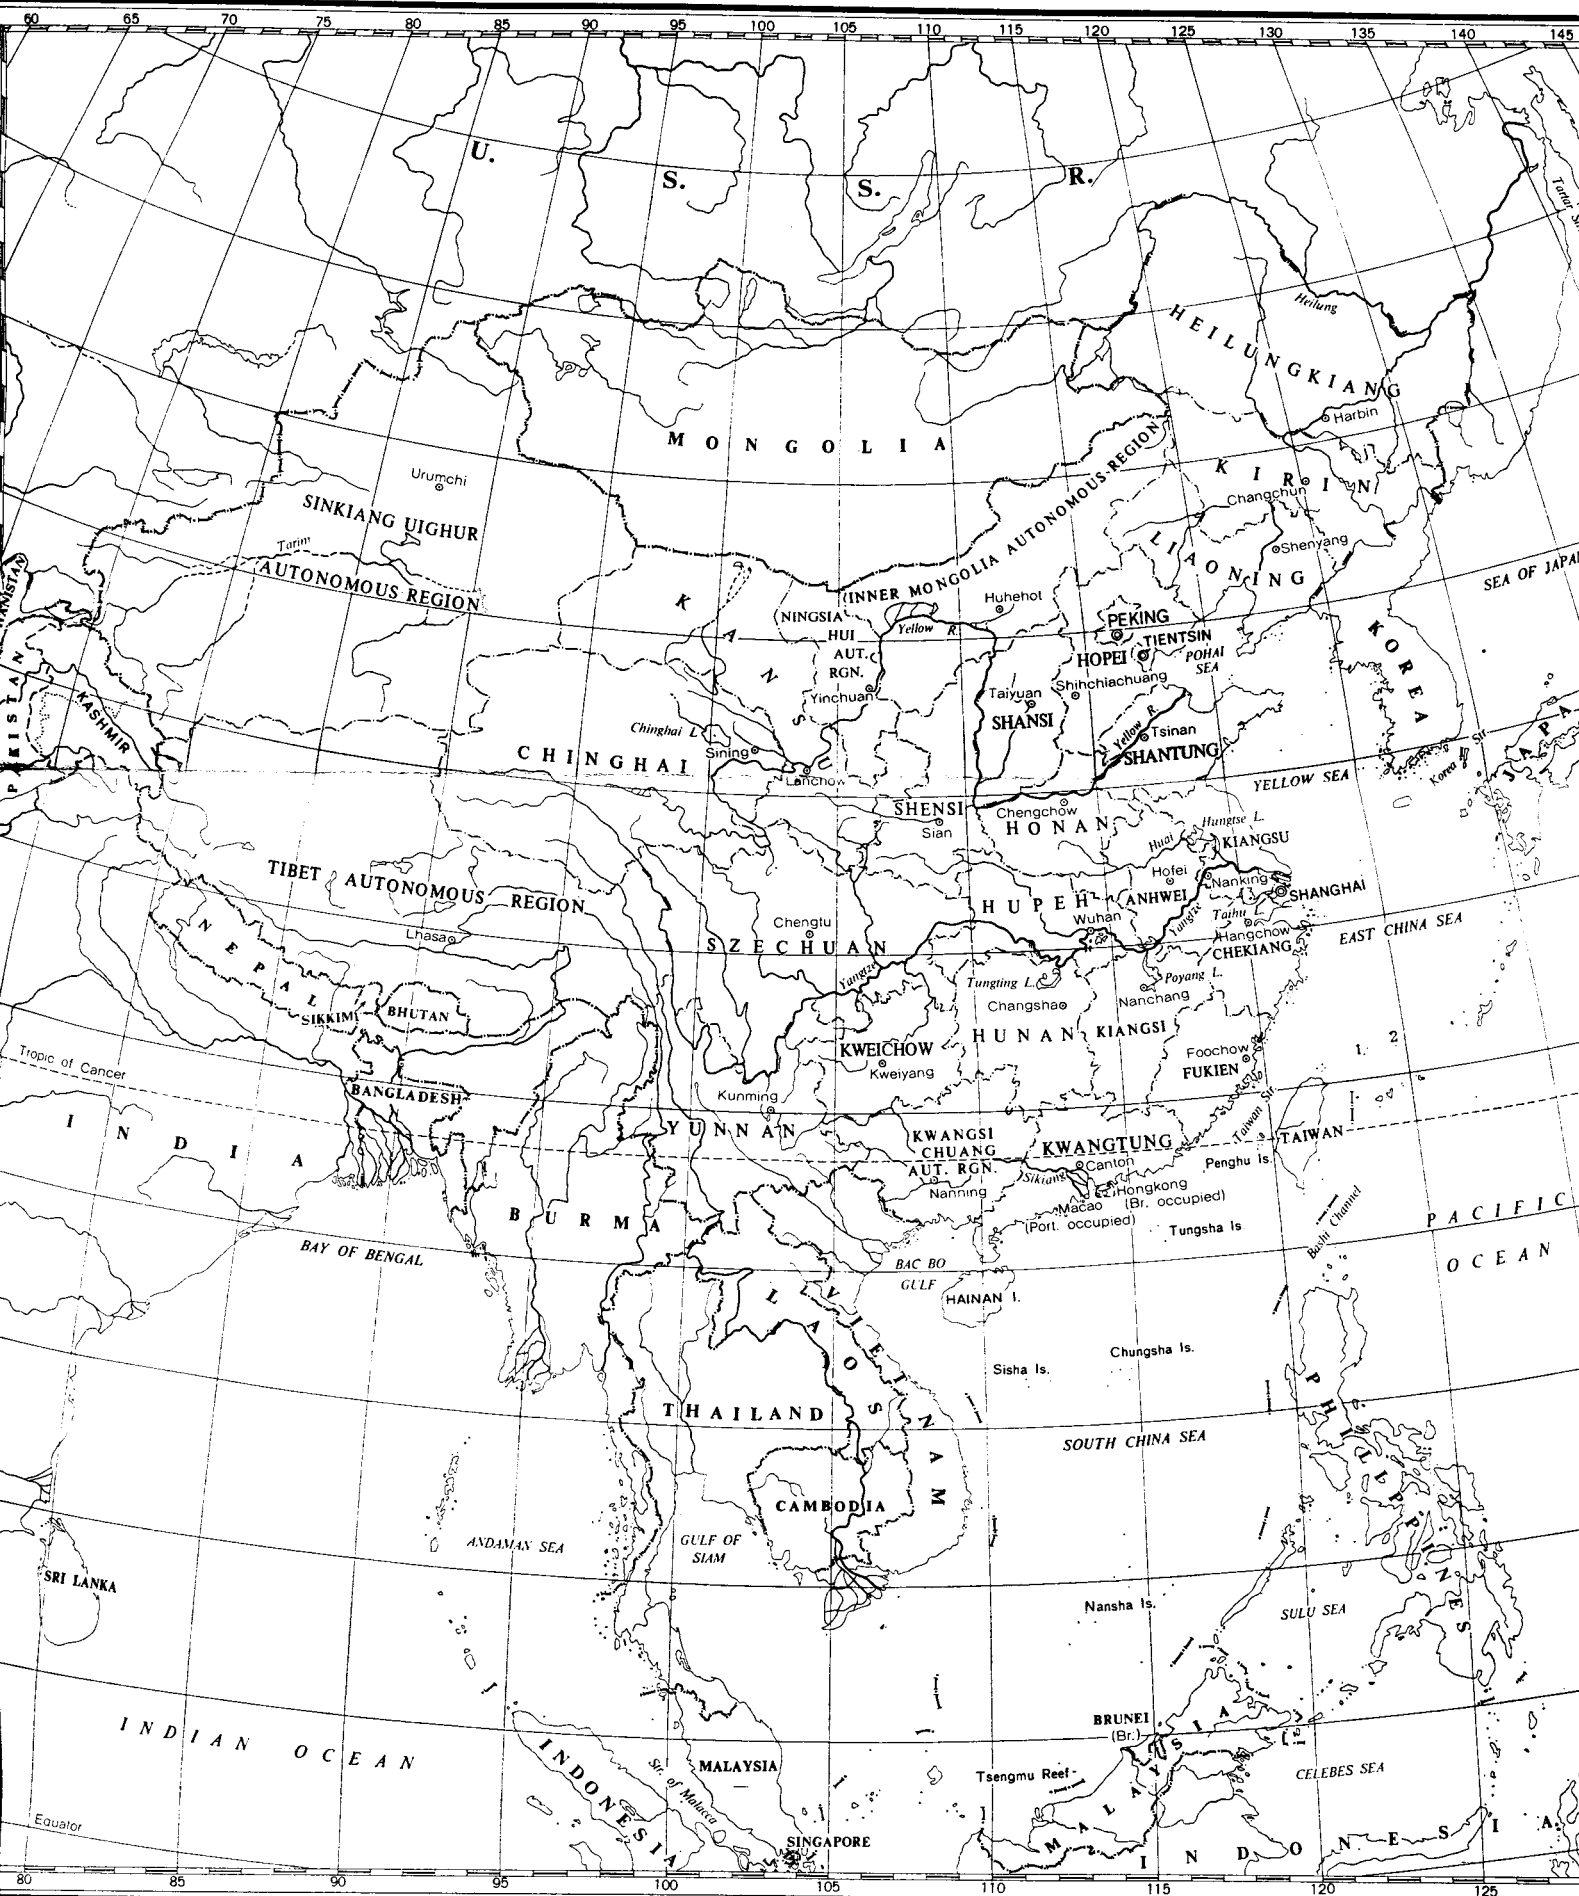 60 65 70 75 80 85 90 95 100 105 110 115 120 125 130 135 140 145
U. S. S. R.
Tartar
Heilung
HEILUNGKIANG
Harbin
MONGOLIA
KIRIN
Changchun
Urumchi
SINKIANG UIGHUR
AUTONOMOUS REGION
Tarim
INNER MONGOLIA AUTONOMOUS REGION
LIAONING
Shenyang
SEA OF JAPAN
KANSU
NINGSIA
HUI
AUT.
RGN.
Yinchuan
Yellow R.
Huhehot
PEKING
TIENTSIN
HOPEI
POHAI
SEA
Shihchiachuang
Taiyuan
SHANSI
Yellow R.
Tsinan
SHANTUNG
KOREA
Korea Str.
JAPA
PAKISTAN
KASHMIR
Chinghai L.
Sining
CHINGHAI
Lanchow
YELLOW SEA
SHENSI
Sian
Chengchow
HONAN
Hungtse L.
Huai
KIANGSU
TIBET AUTONOMOUS REGION
Lhasa
Hofei
Nanking
HUPEH
ANHWEI
SHANGHAI
Chengtu
Wuhan
Yangtze
Taihu L.
Hangchow
CHEKIANG
EAST CHINA SEA
SZECHUAN
NEPAL
Yangtze
Tungting L.
Poyang L.
Changsha
Nanchang
SIKKIM
BHUTAN
HUNAN
KIANGSI
KWEICHOW
Kweiyang
Foochow
FUKIEN
1. 2
Tropic of Cancer
BANGLADESH
Kunming
YUNNAN
Taiwan Str.
INDIA
KWANGSI
CHUANG
AUT. RGN.
Nanning
KWANGTUNG
Canton
Sikiang
TAIWAN
Penghu Is.
Hongkong
(Br. occupied)
Macao
(Port. occupied)
Tungsha Is
BURMA
BAY OF BENGAL
BAC BO
GULF
HAINAN I.
Bashi Channel
PACIFIC
OCEAN
LAOS
VIETNAM
Sisha Is.
Chungsha Is.
PHILIPPINES
THAILAND
SOUTH CHINA SEA
CAMBODIA
ANDAMAN SEA
GULF OF
SIAM
SRI LANKA
Nansha Is.
SULU SEA
INDIAN OCEAN
BRUNEI
(Br.)
MALAYSIA
INDONESIA
MALAYSIA
Str. of Malacca
Tsengmu Reef
CELEBES SEA
Equator
SINGAPORE
INDONESIA
80 85 90 95 100 105 110 115 120 125